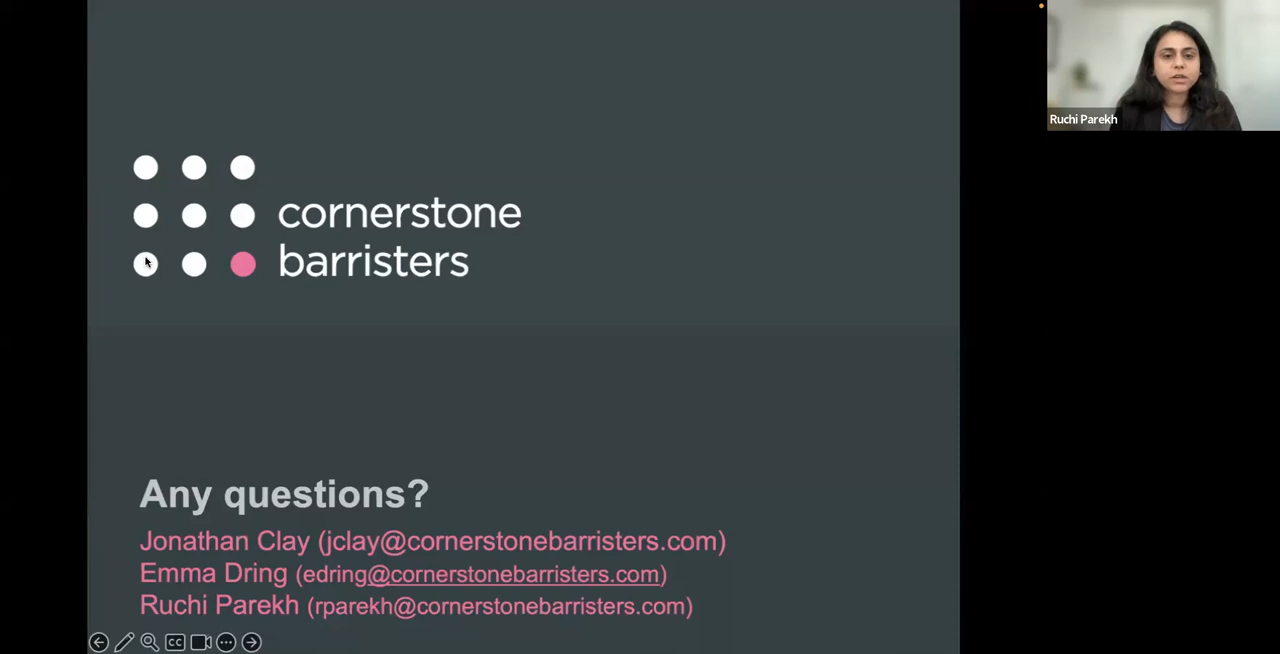 Ruchi Parekh
cornerstone
barristers
Any questions?
Jonathan Clay (jclay@cornerstonebarristers.com)
Emma Dring (edring@cornerstonebarristers.com)
Ruchi Parekh (rparekh@cornerstonebarristers.com)
CC